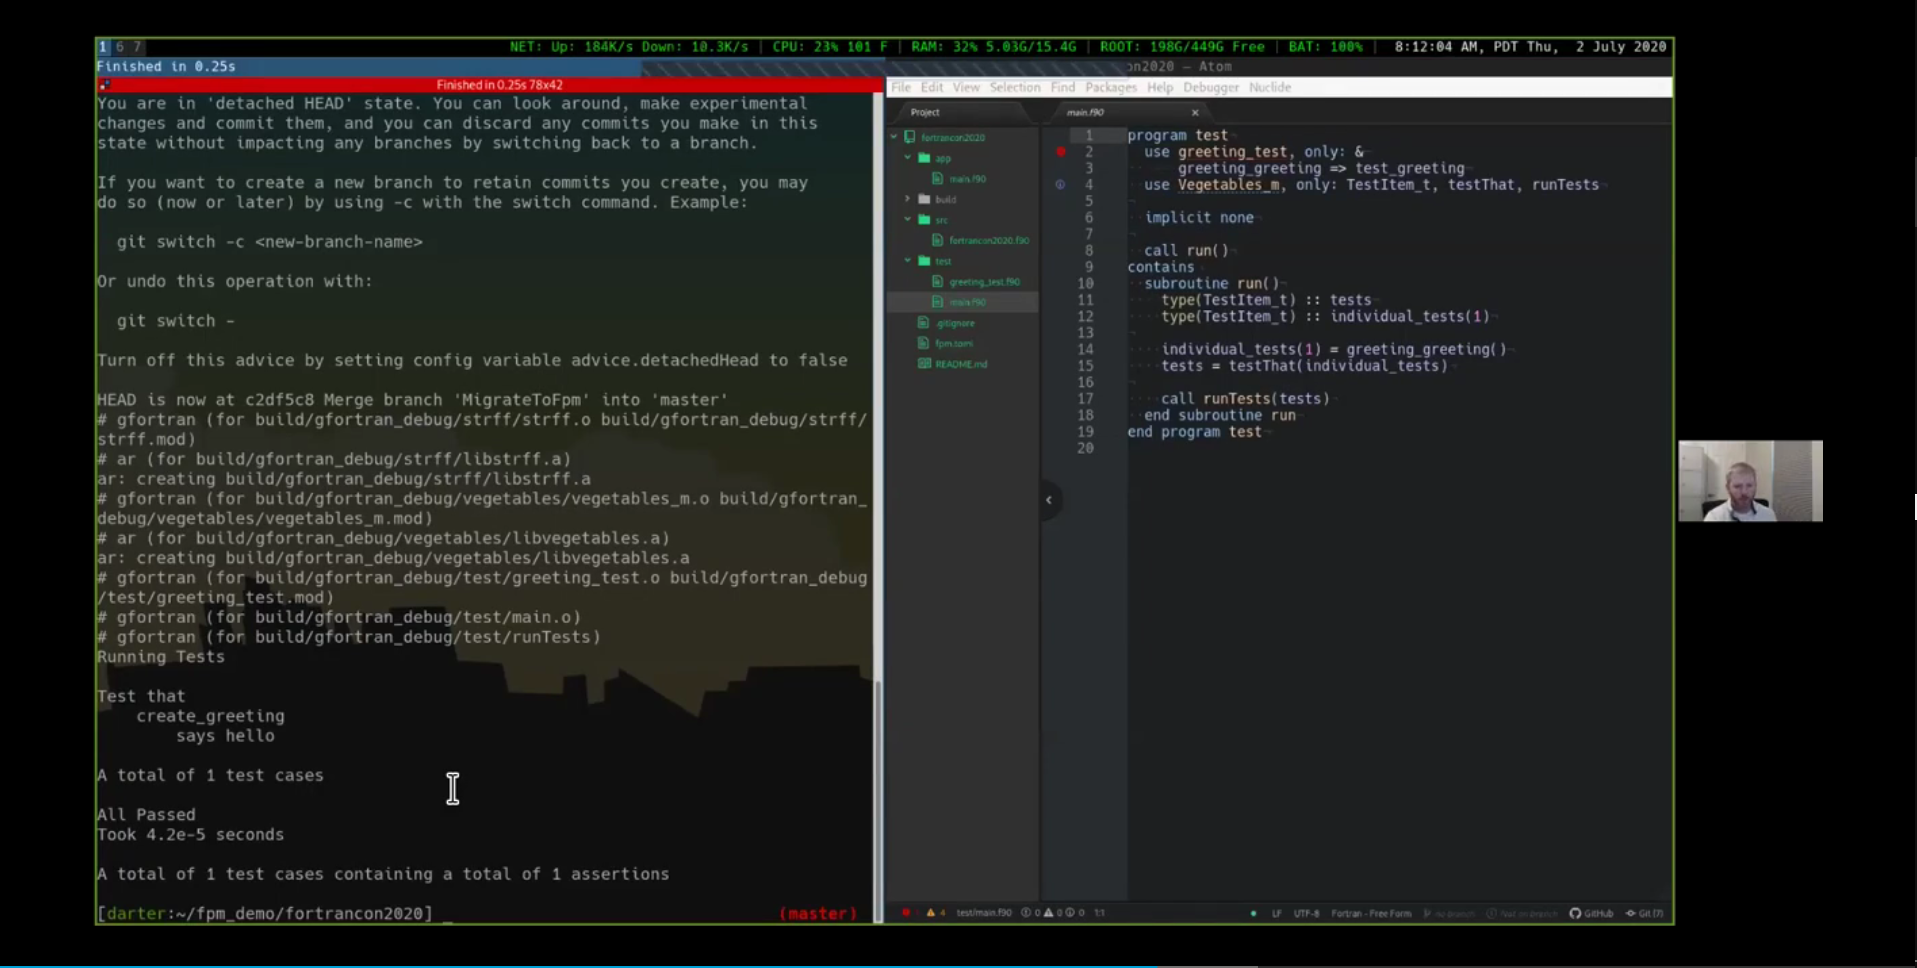 1 6 7
NET: Up: 184K/s Down: 10.3K/s | CPU: 23% 101 F | RAM: 32% 5.03G/15.4G | ROOT: 198G/449G Free | BAT: 100% | 8:12:04 AM, PDT Thu, 2 July 2020
Finished in 0.25s
Finished in 0.25s 78x42
You are in 'detached HEAD' state. You can look around, make experimental
changes and commit them, and you can discard any commits you make in this
state without impacting any branches by switching back to a branch.
If you want to create a new branch to retain commits you create, you may
do so (now or later) by using -c with the switch command. Example:
git switch -c <new-branch-name>
Or undo this operation with:
git switch -
Turn off this advice by setting config variable advice.detachedHead to false
HEAD is now at c2df5c8 Merge branch 'MigrateToFpm' into 'master'
# gfortran (for build/gfortran_debug/strff/strff.o build/gfortran_debug/strff/
strff.mod)
# ar (for build/gfortran_debug/strff/libstrff.a)
ar: creating build/gfortran_debug/strff/libstrff.a
# gfortran (for build/gfortran_debug/vegetables/vegetables_m.o build/gfortran_
debug/vegetables/vegetables_m.mod)
# ar (for build/gfortran_debug/vegetables/libvegetables.a)
ar: creating build/gfortran_debug/vegetables/libvegetables.a
# gfortran (for build/gfortran_debug/test/greeting_test.o build/gfortran_debug
/test/greeting_test.mod)
# gfortran (for build/gfortran_debug/test/main.o)
# gfortran (for build/gfortran_debug/test/runTests)
Running Tests
Test that
create_greeting
says hello
A total of 1 test cases
All Passed
Took 4.2e-5 seconds
A total of 1 test cases containing a total of 1 assertions
[darter:~/fpm_demo/fortrancon2020] _ (master)
on2020 — Atom
File Edit View Selection Find Packages Help Debugger Nuclide
Project
fortrancon2020
app
main.f90
build
src
fortrancon2020.f90
test
greeting_test.f90
main.f90
.gitignore
fpm.toml
README.md
main.f90
1 program test
2 use greeting_test, only: &
3 greeting_greeting => test_greeting
4 use Vegetables_m, only: TestItem_t, testThat, runTests
5
6 implicit none
7
8 call run()
9 contains
10 subroutine run()
11 type(TestItem_t) :: tests
12 type(TestItem_t) :: individual_tests(1)
13
14 individual_tests(1) = greeting_greeting()
15 tests = testThat(individual_tests)
16
17 call runTests(tests)
18 end subroutine run
19 end program test
20
4 test/main.f90 0 0 0 1:1
LF UTF-8 Fortran - Free Form no branch GitHub Git (7)